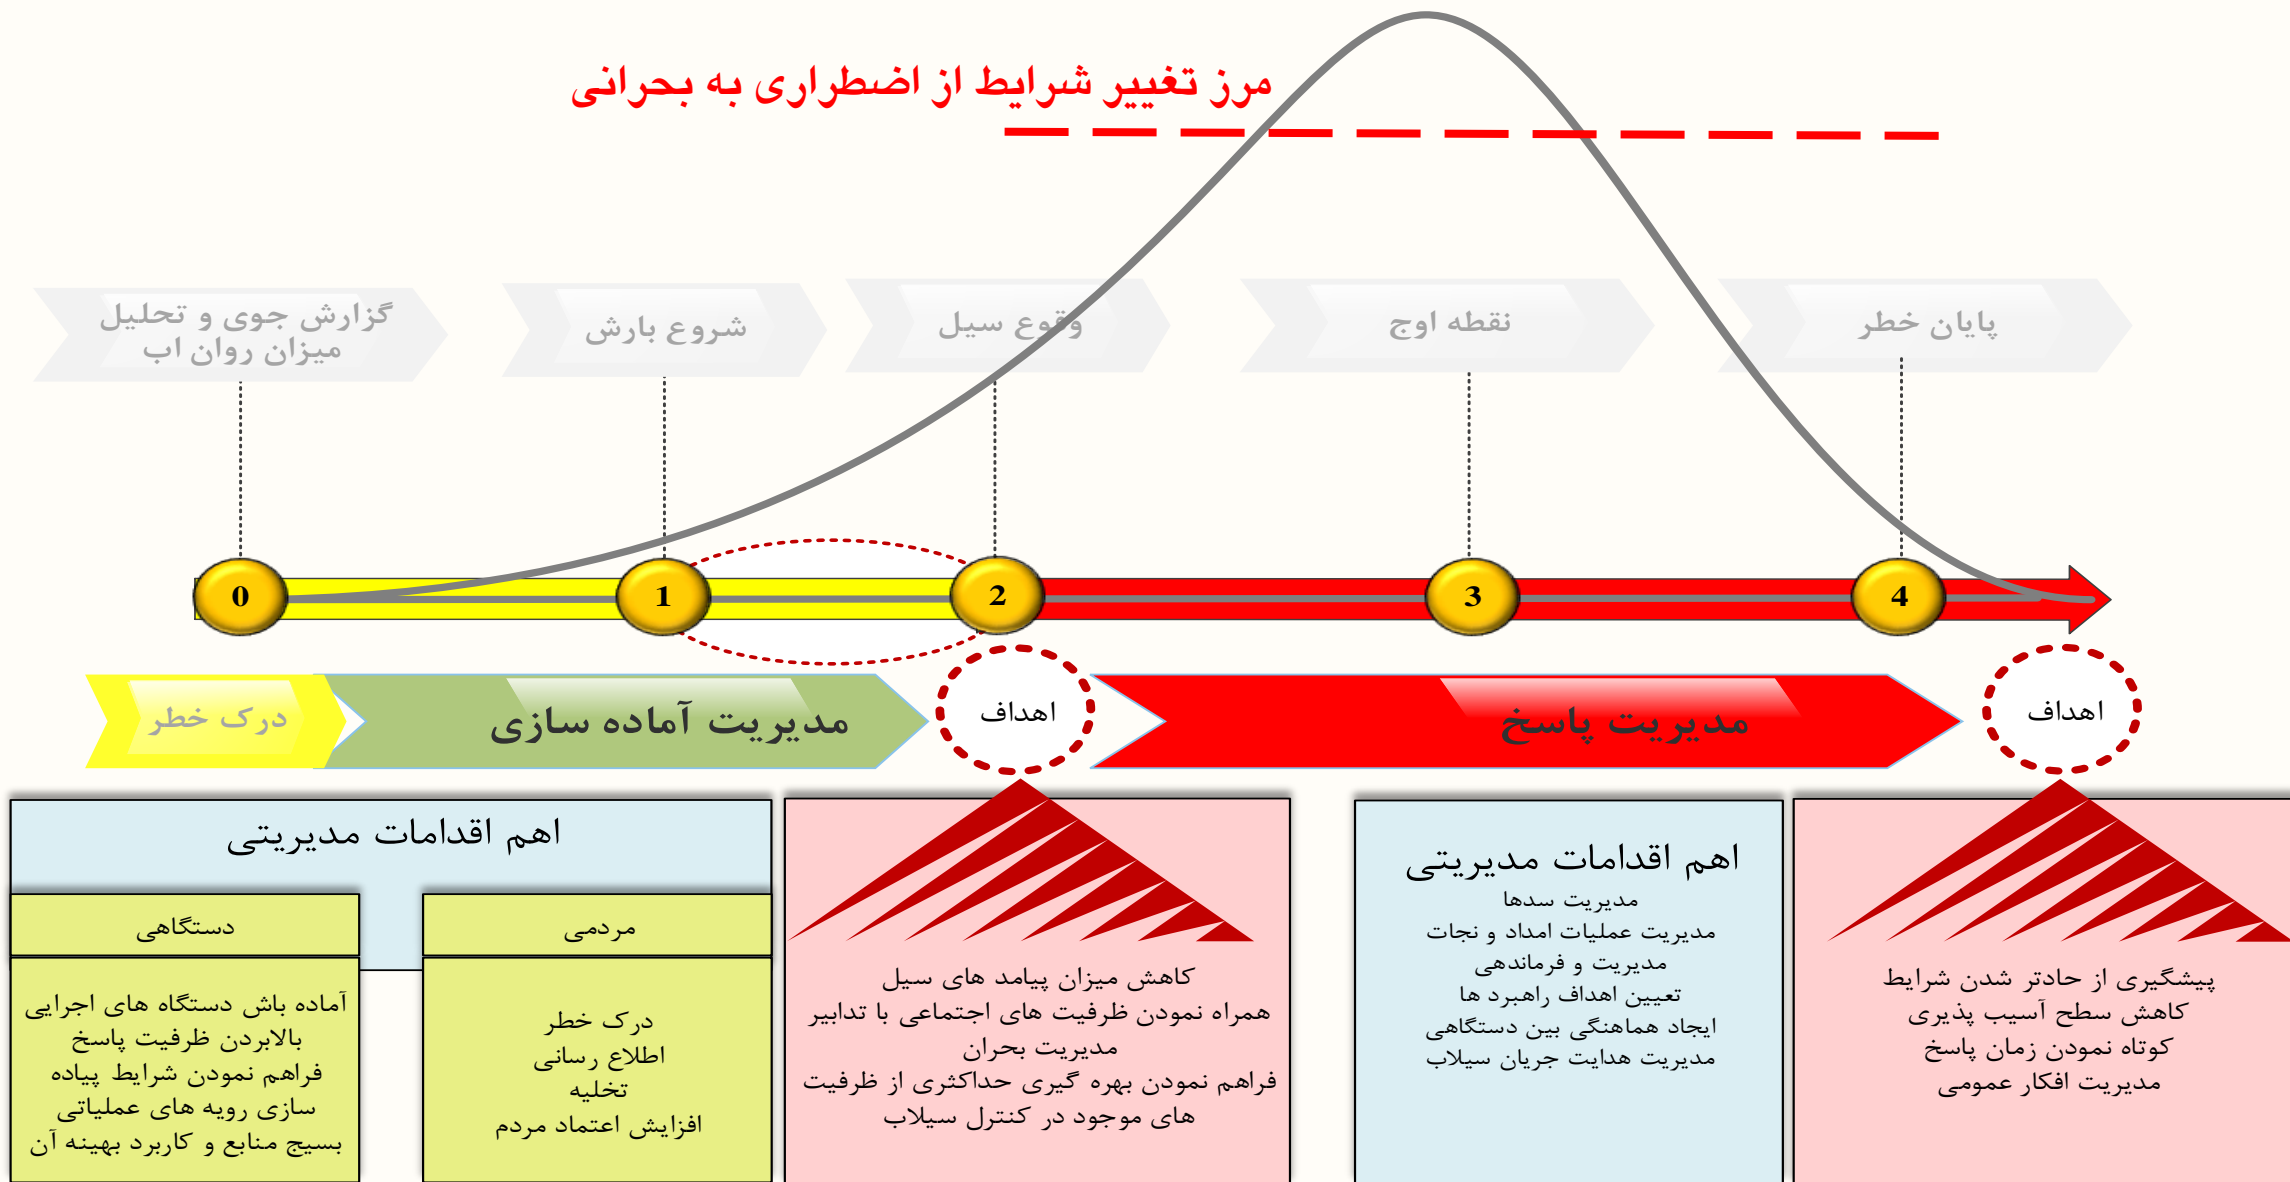 مرز تغییر شرایط از اضطراری به بحرانی
گزارش جوی و تحلیل
میزان روان اب
شروع بارش
وقوع سیل
نقطه اوج
پایان خطر
0
1
2
3
4
درک خطر
مدیریت آماده سازی
اهداف
مدیریت پاسخ
اهداف
اهم اقدامات مدیریتی
دستگاهی
آماده باش دستگاه های اجرایی
بالابردن ظرفیت پاسخ
فراهم نمودن شرایط پیاده
سازی رویه های عملیاتی
بسیج منابع و کاربرد بهینه آن
مردمی
درک خطر
اطلاع رسانی
تخلیه
افزایش اعتماد مردم
کاهش میزان پیامد های سیل
همراه نمودن ظرفیت های اجتماعی با تدابیر
مدیریت بحران
فراهم نمودن بهره گیری حداکثری از ظرفیت
های موجود در کنترل سیلاب
اهم اقدامات مدیریتی
مدیریت سدها
مدیریت عملیات امداد و نجات
مدیریت و فرماندهی
تعیین اهداف راهبرد ها
ایجاد هماهنگی بین دستگاهی
مدیریت هدایت جریان سیلاب
پیشگیری از حادتر شدن شرایط
کاهش سطح آسیب پذیری
کوتاه نمودن زمان پاسخ
مدیریت افکار عمومی